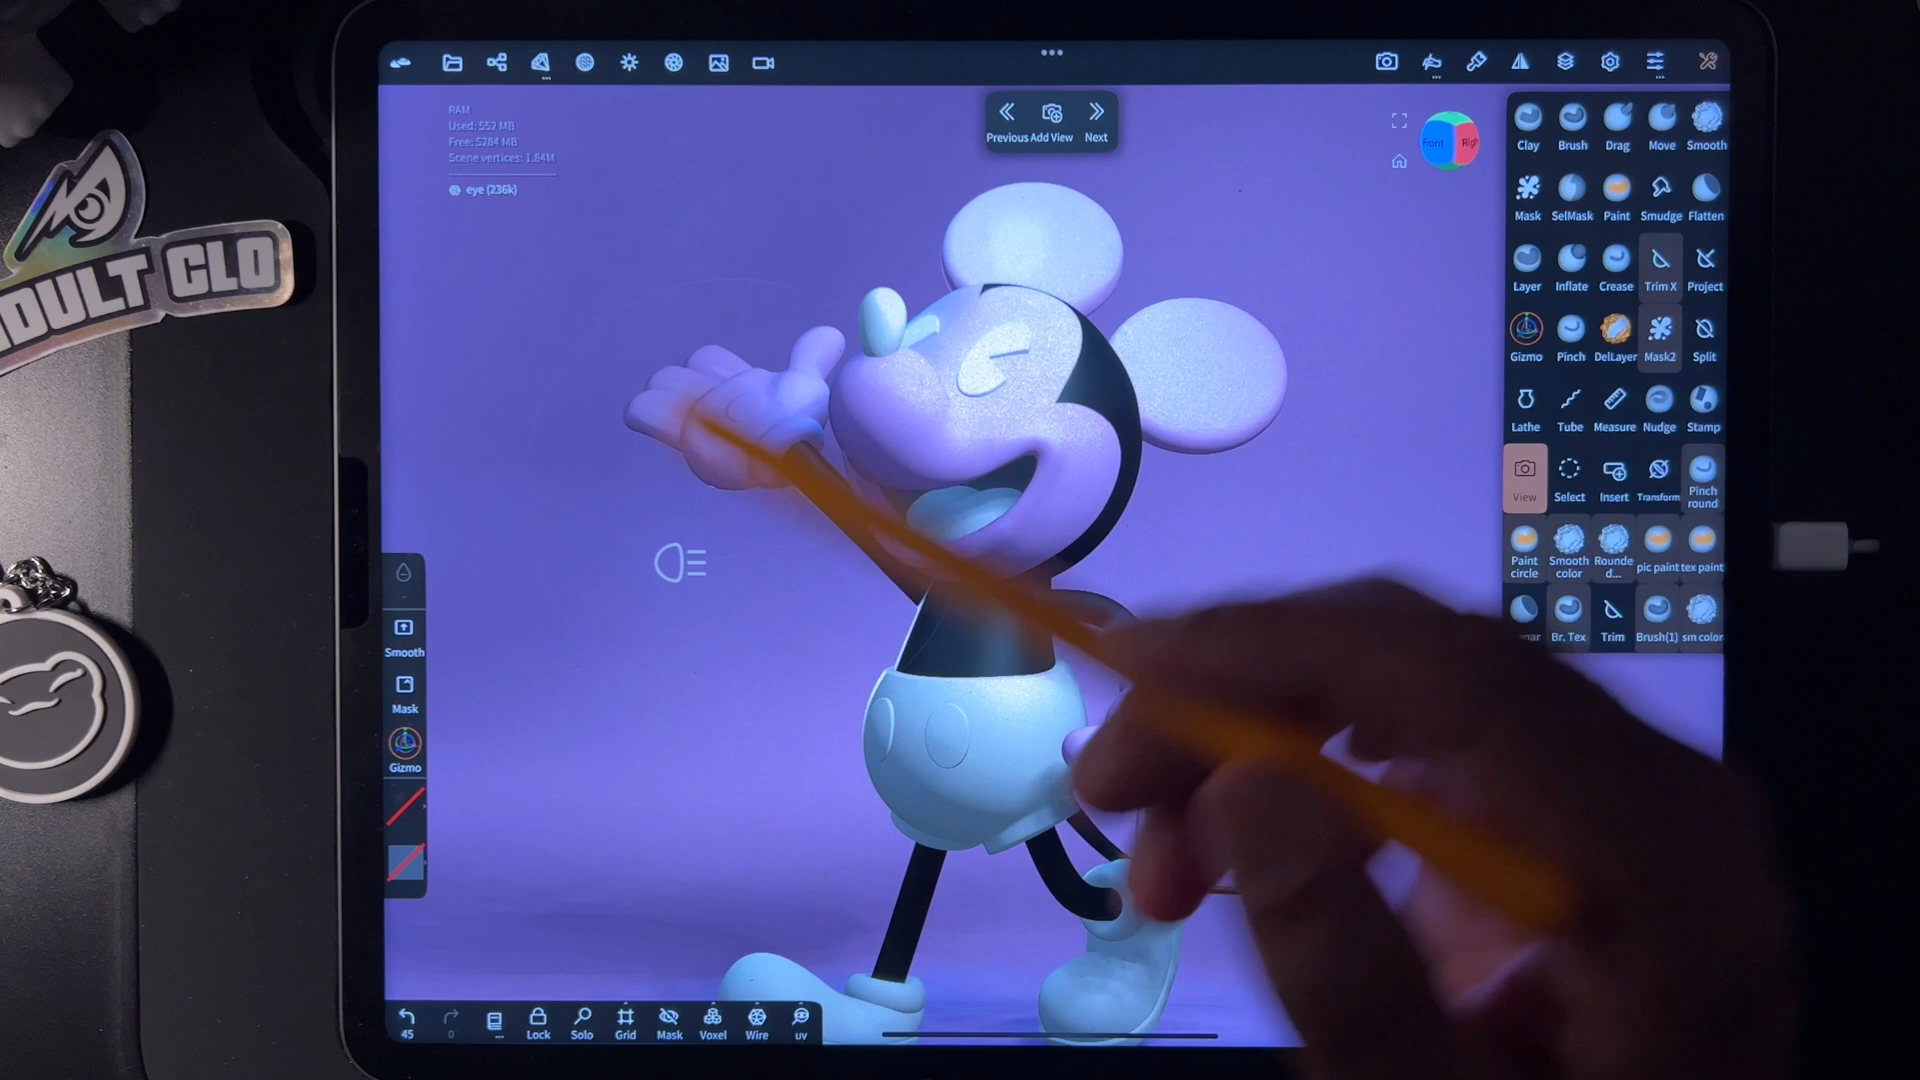 RAM
Used: 552 MB
Free: 5284 MB
Scene vertices: 1.84M
eye (236k)
Previous Add View Next
Front Righ
Clay Brush Drag Move Smooth
Mask SelMask Paint Smudge Flatten
Layer Inflate Crease Trim X Project
Gizmo Pinch DelLayer Mask2 Split
Lathe Tube Measure Nudge Stamp
View Select Insert Transform Pinch round
Paint circle Smooth color Rounde d... pic paint tex paint
Br. Tex Trim Brush(1) sm color
Smooth
Mask
Gizmo
45 0 Lock Solo Grid Mask Voxel Wire uv
DULT CLO